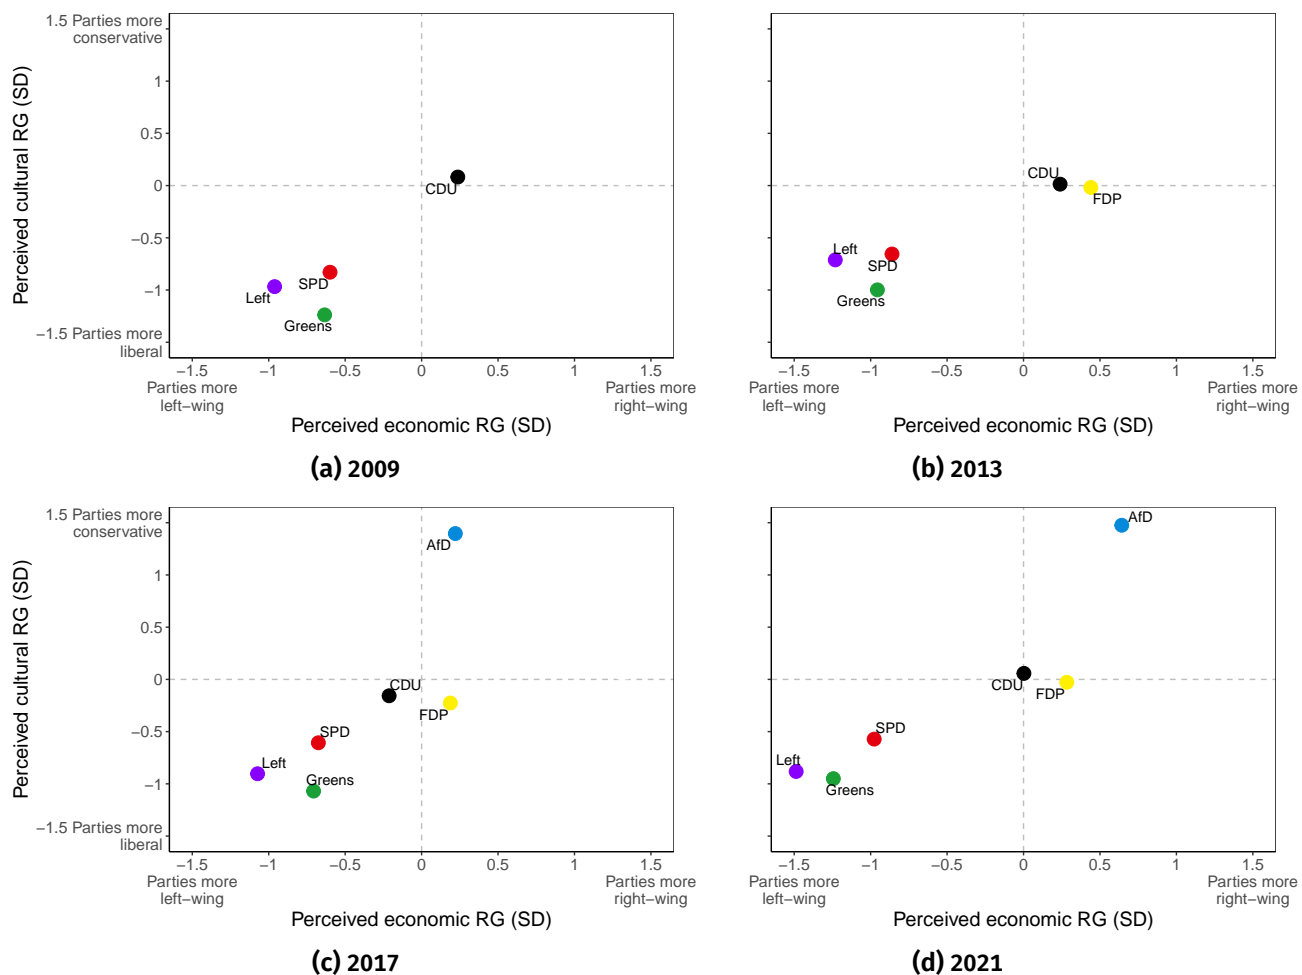 1.5 Parties more
conservative
1
0.5
0
−0.5
−1
−1.5 Parties more
liberal
Perceived cultural RG (SD)
CDU
SPD
Left
Greens
−1.5
Parties more
left−wing
−1
−0.5
0
0.5
1
1.5
Parties more
right−wing
Perceived economic RG (SD)
(a) 2009
CDU
FDP
Left
SPD
Greens
−1.5
Parties more
left−wing
−1
−0.5
0
0.5
1
1.5
Parties more
right−wing
Perceived economic RG (SD)
(b) 2013
1.5 Parties more
conservative
1
0.5
0
−0.5
−1
−1.5 Parties more
liberal
Perceived cultural RG (SD)
AfD
CDU
FDP
SPD
Left
Greens
−1.5
Parties more
left−wing
−1
−0.5
0
0.5
1
1.5
Parties more
right−wing
Perceived economic RG (SD)
(c) 2017
AfD
CDU
FDP
SPD
Left
Greens
−1.5
Parties more
left−wing
−1
−0.5
0
0.5
1
1.5
Parties more
right−wing
Perceived economic RG (SD)
(d) 2021